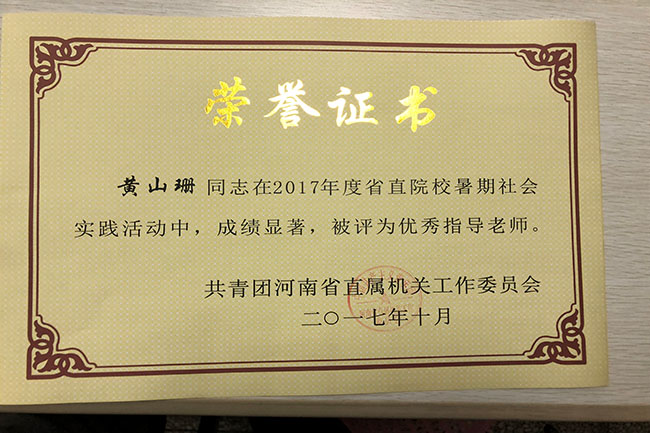 荣誉证书
黄山珊 同志在2017年度省直院校暑期社会
实践活动中，成绩显著，被评为优秀指导老师。
共青团河南省直属机关工作委员会
二〇一七年十月